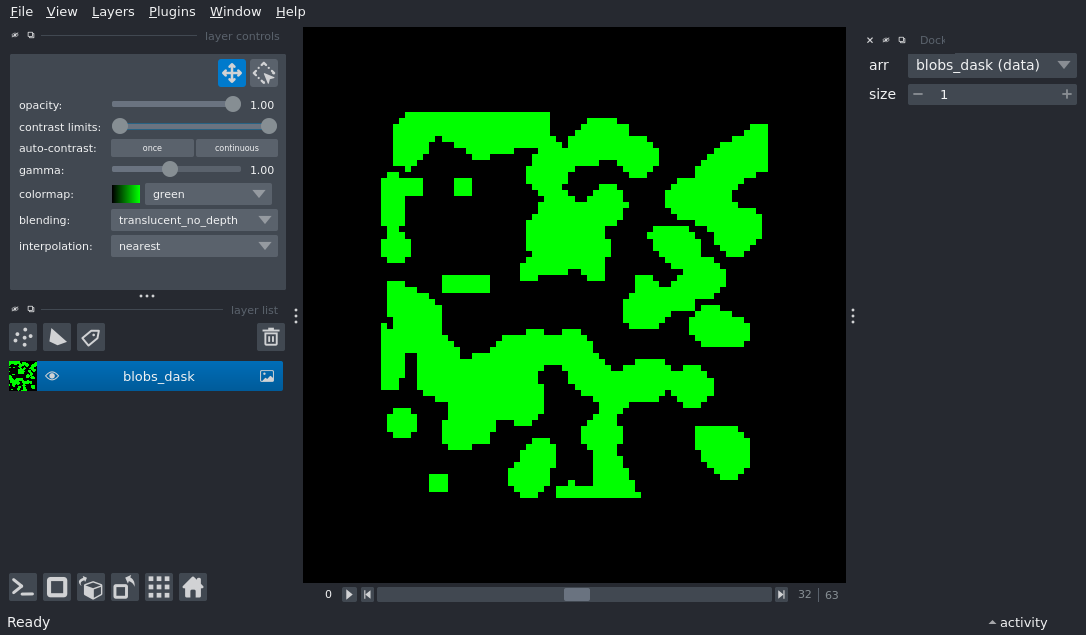 File View Layers Plugins Window Help
layer controls
opacity: 1.00
contrast limits:
auto-contrast: once continuous
gamma: 1.00
colormap: green
blending: translucent_no_depth
interpolation: nearest
layer list
blobs_dask
0 32 63
Ready
Dock
arr blobs_dask (data)
size 1
activity